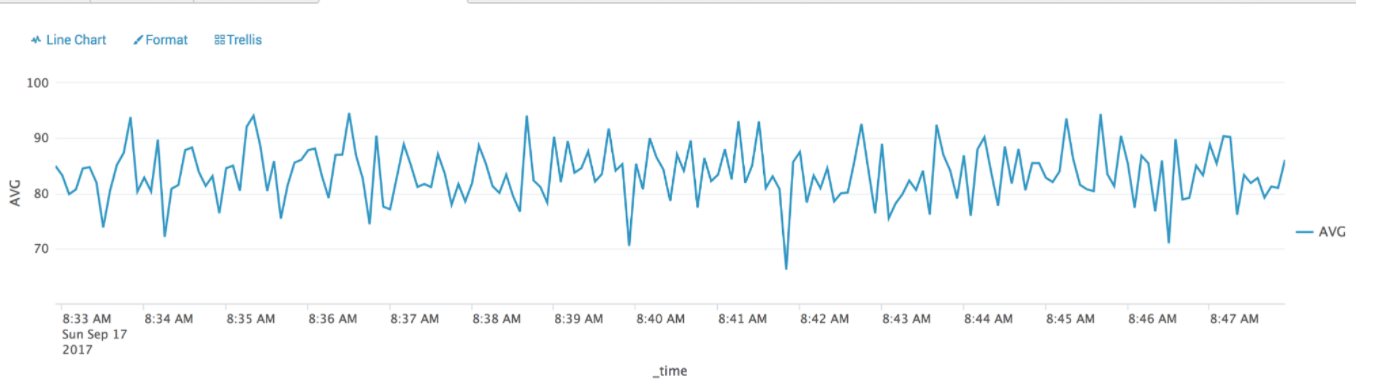 Line Chart Format Trellis
100
90
80
70
AVG
AVG
8:33 AM 8:34 AM 8:35 AM 8:36 AM 8:37 AM 8:38 AM 8:39 AM 8:40 AM 8:41 AM 8:42 AM 8:43 AM 8:44 AM 8:45 AM 8:46 AM 8:47 AM
Sun Sep 17
2017
_time